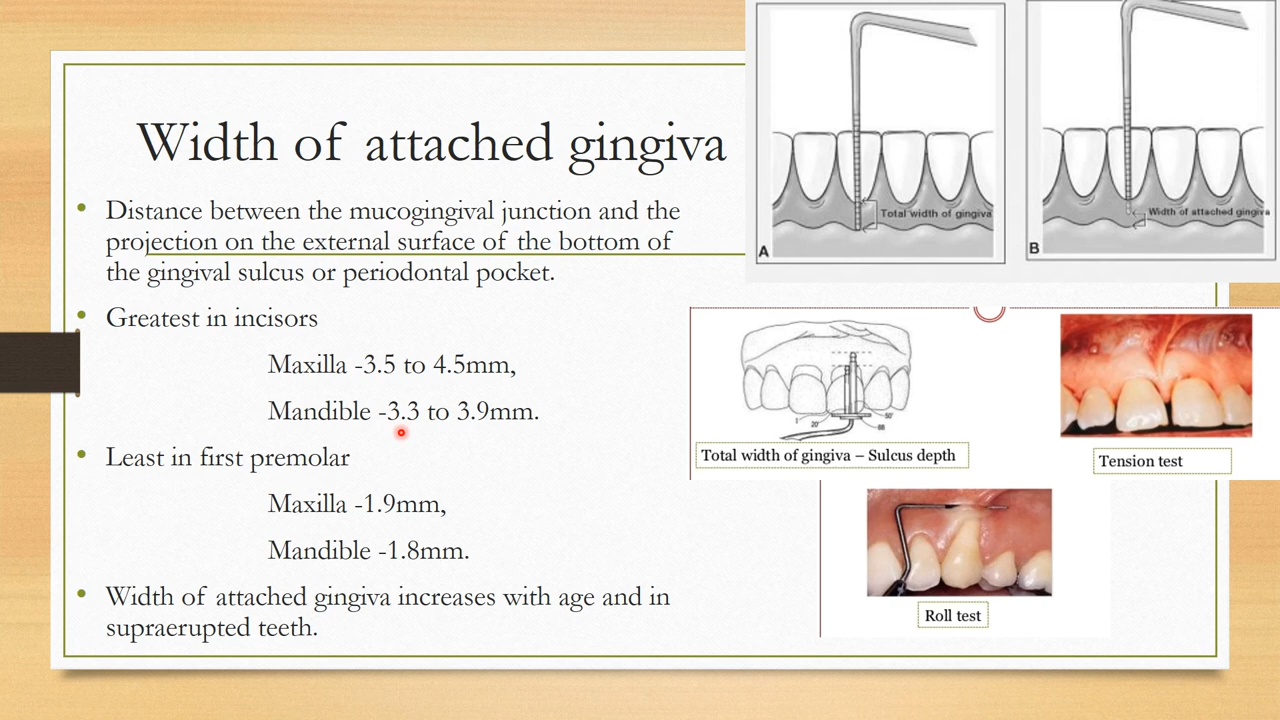 Width of attached gingiva
• Distance between the mucogingival junction and the
projection on the external surface of the bottom of
the gingival sulcus or periodontal pocket.
• Greatest in incisors
Maxilla -3.5 to 4.5mm,
Mandible -3.3 to 3.9mm.
• Least in first premolar
Maxilla -1.9mm,
Mandible -1.8mm.
• Width of attached gingiva increases with age and in
supraerupted teeth.
Total width of gingiva
A
Width of attached gingiva
B
Total width of gingiva – Sulcus depth
Tension test
Roll test